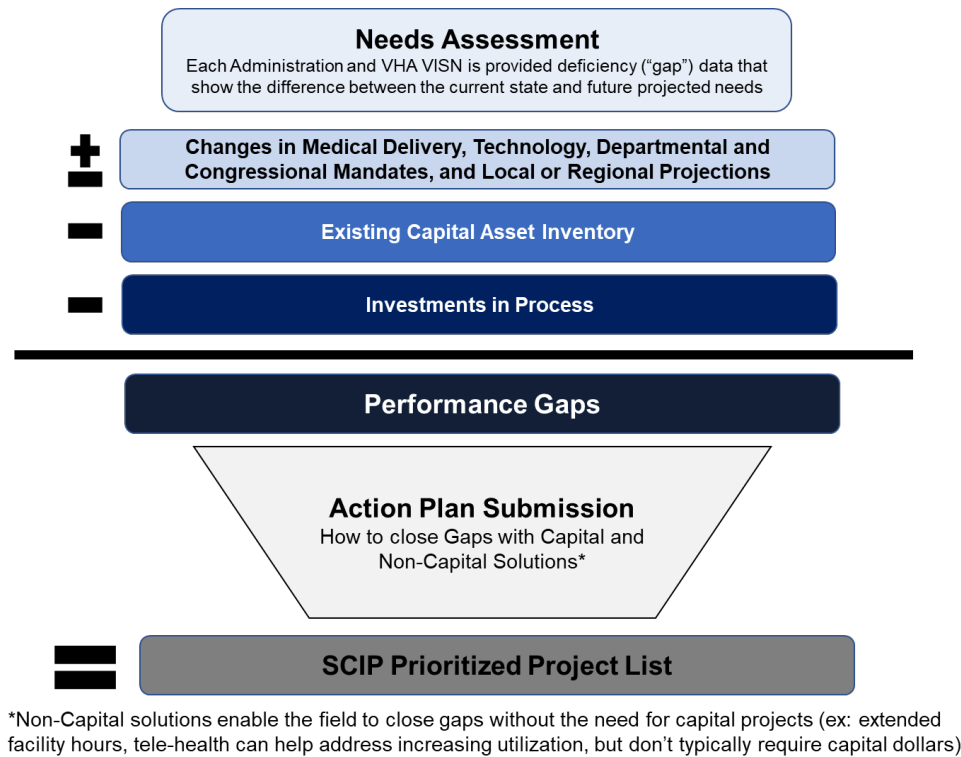 Needs Assessment
Each Administration and VHA VISN is provided deficiency (“gap”) data that
show the difference between the current state and future projected needs
Changes in Medical Delivery, Technology, Departmental and
Congressional Mandates, and Local or Regional Projections
Existing Capital Asset Inventory
Investments in Process
Performance Gaps
Action Plan Submission
How to close Gaps with Capital and
Non-Capital Solutions*
SCIP Prioritized Project List
*Non-Capital solutions enable the field to close gaps without the need for capital projects (ex: extended
facility hours, tele-health can help address increasing utilization, but don’t typically require capital dollars)